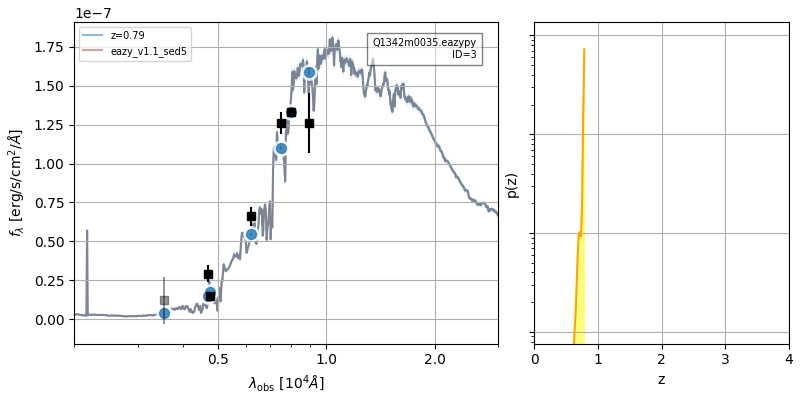 1e−7
z=0.79
eazy_v1.1_sed5
Q1342m0035.eazypy
ID=3
1.75
1.50
1.25
1.00
0.75
0.50
0.25
0.00
fλ [erg/s/cm²/Å]
0.5
1.0
2.0
λobs [10⁴Å]
p(z)
0
1
2
3
4
z